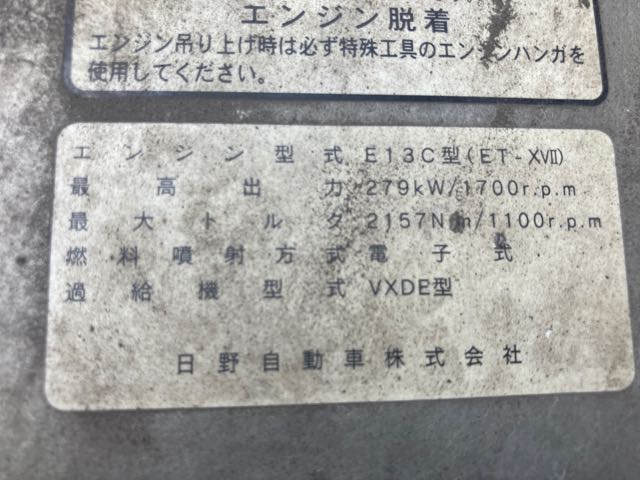 エンジン脱着
エンジン吊り上げ時は必ず特殊工具のエンジンハンガを
使用してください。
エンジン型式 E13C型(ET-XVII)
最高出力 279kW/1700r.p.m
最大トルク 2157N·m/1100r.p.m
燃料噴射方式 電子式
過給機型式 VXDE型
日野自動車株式会社